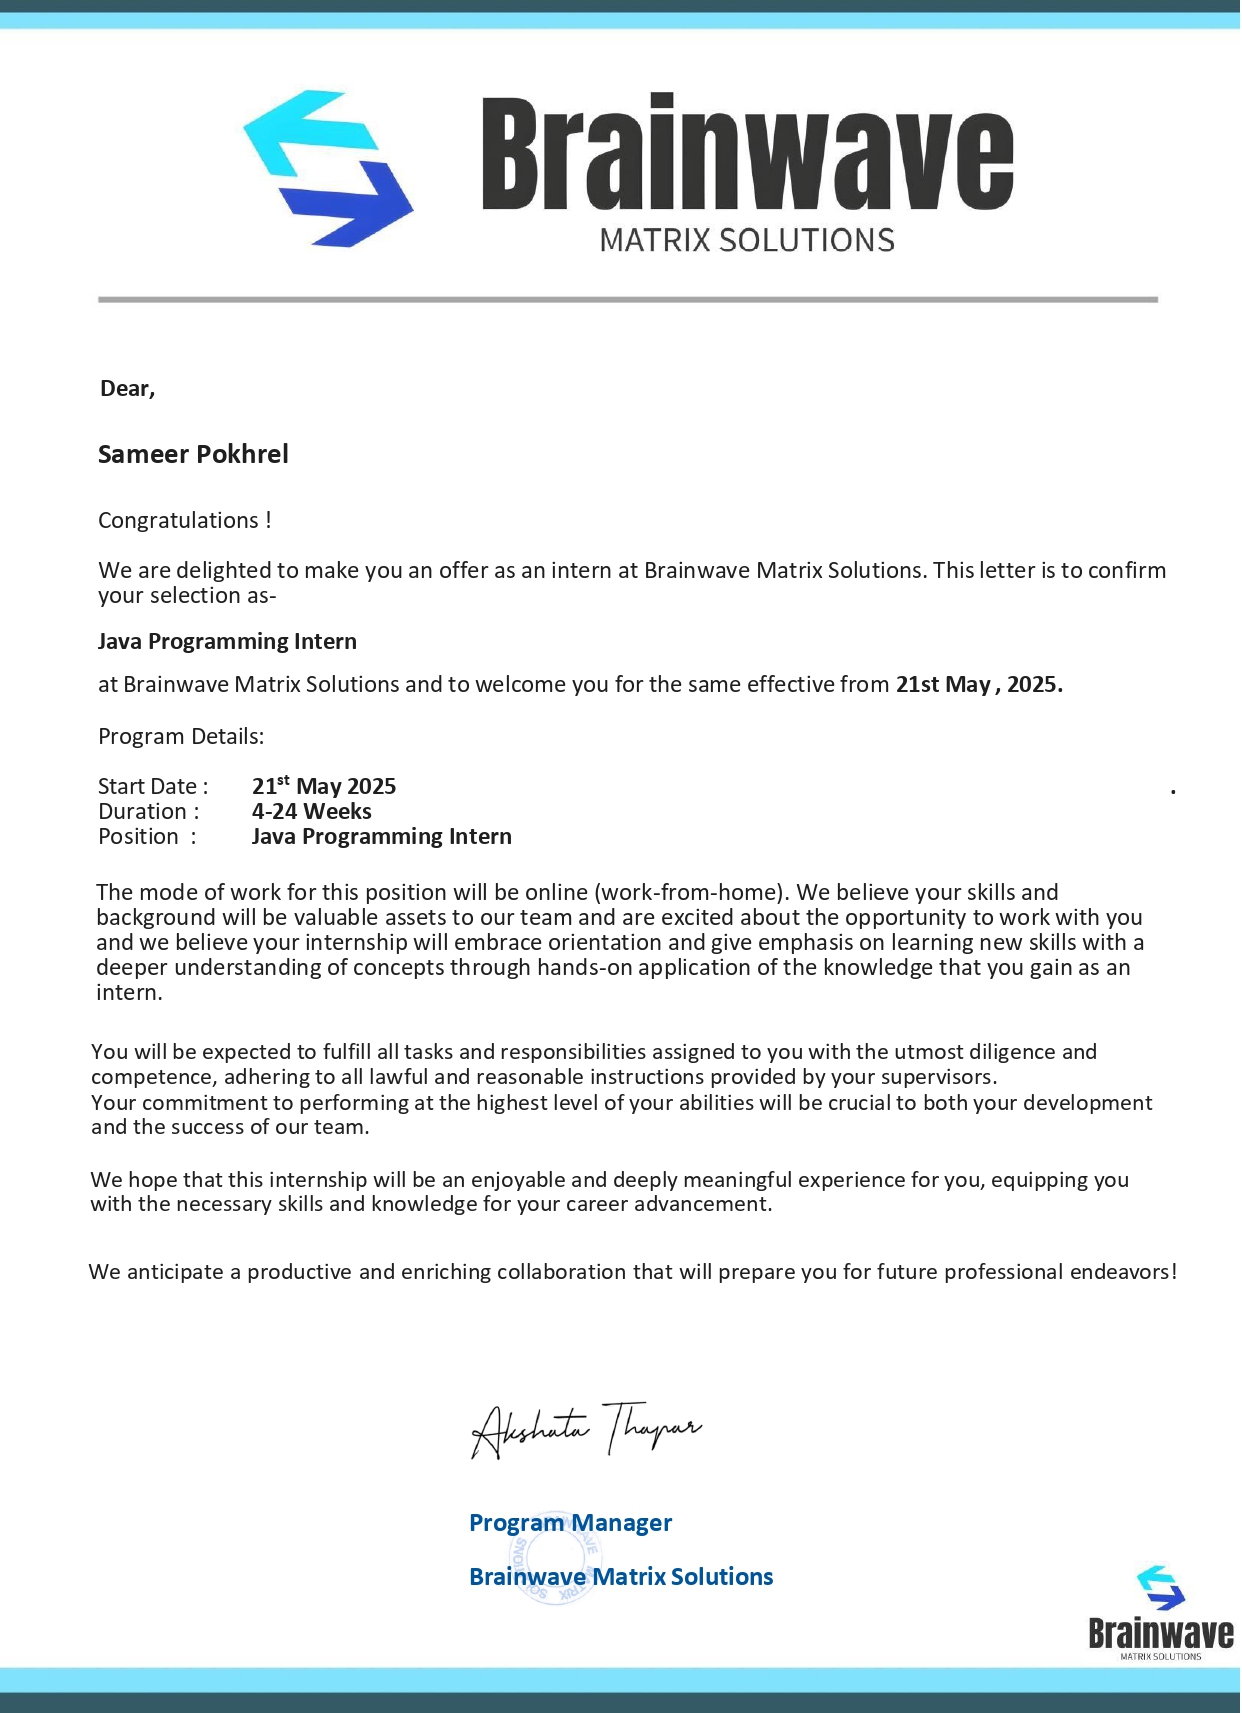 Brainwave
MATRIX SOLUTIONS
Dear,
Sameer Pokhrel
Congratulations !
We are delighted to make you an offer as an intern at Brainwave Matrix Solutions. This letter is to confirm
your selection as-
Java Programming Intern
at Brainwave Matrix Solutions and to welcome you for the same effective from 21st May , 2025.
Program Details:
Start Date : 21st May 2025 .
Duration : 4-24 Weeks
Position : Java Programming Intern
The mode of work for this position will be online (work-from-home). We believe your skills and
background will be valuable assets to our team and are excited about the opportunity to work with you
and we believe your internship will embrace orientation and give emphasis on learning new skills with a
deeper understanding of concepts through hands-on application of the knowledge that you gain as an
intern.
You will be expected to fulfill all tasks and responsibilities assigned to you with the utmost diligence and
competence, adhering to all lawful and reasonable instructions provided by your supervisors.
Your commitment to performing at the highest level of your abilities will be crucial to both your development
and the success of our team.
We hope that this internship will be an enjoyable and deeply meaningful experience for you, equipping you
with the necessary skills and knowledge for your career advancement.
We anticipate a productive and enriching collaboration that will prepare you for future professional endeavors!
Akshata Thapar
Program Manager
BRAINWAVE MATRIX SOLUTIONS
Brainwave Matrix Solutions
Brainwave
MATRIX SOLUTIONS